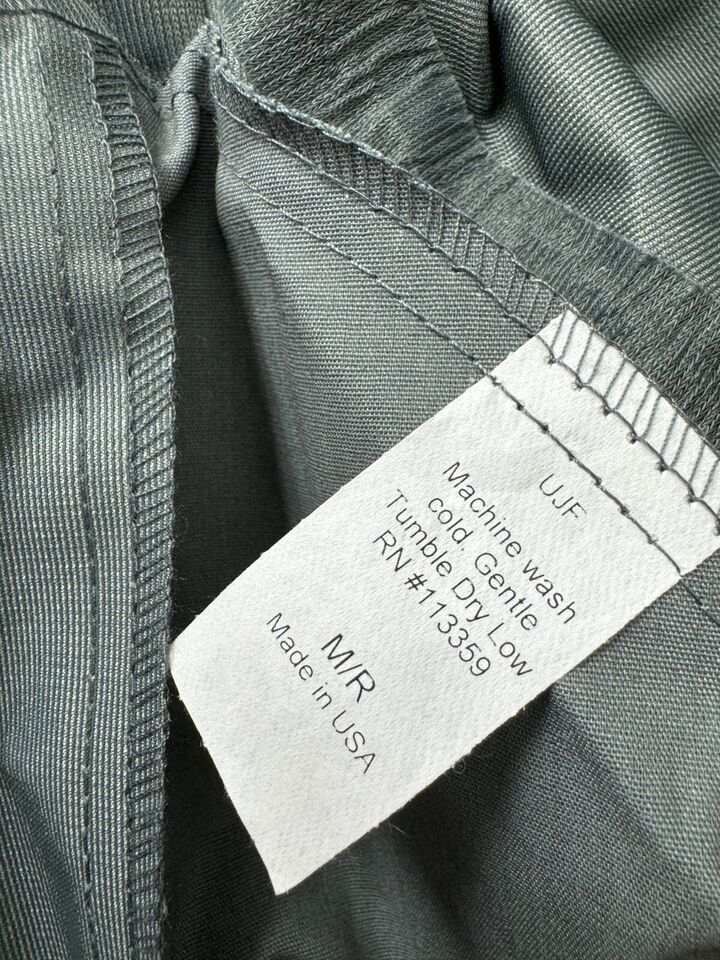 UJF
Machine wash
cold. Gentle
Tumble Dry Low
RN #113359
M/R
Made in USA